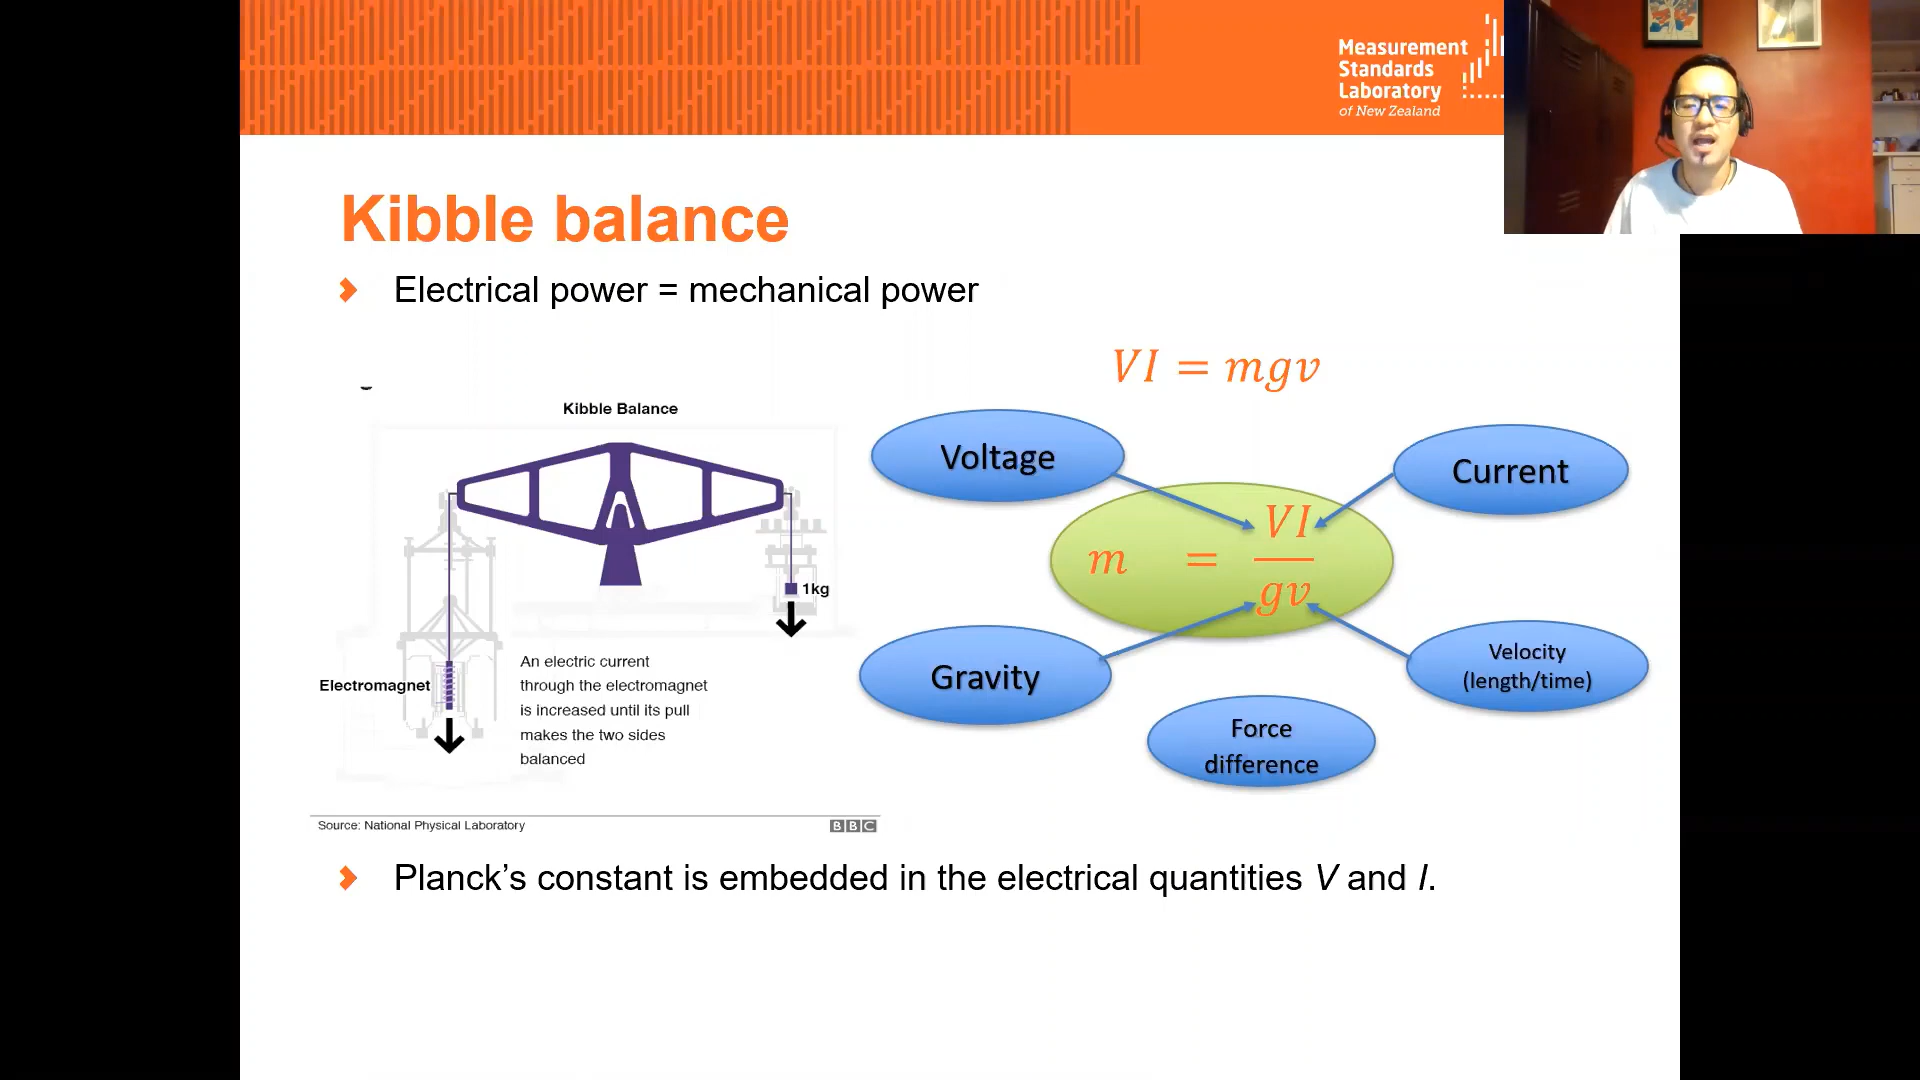 Measurement
Standards
Laboratory
of New Zealand
Kibble balance
Electrical power = mechanical power
VI = mgv
Kibble Balance
1kg
Electromagnet
An electric current
through the electromagnet
is increased until its pull
makes the two sides
balanced
Source: National Physical Laboratory
BBC
Voltage
Current
m = VI
gv
Gravity
Velocity
(length/time)
Force
difference
Planck’s constant is embedded in the electrical quantities V and I.